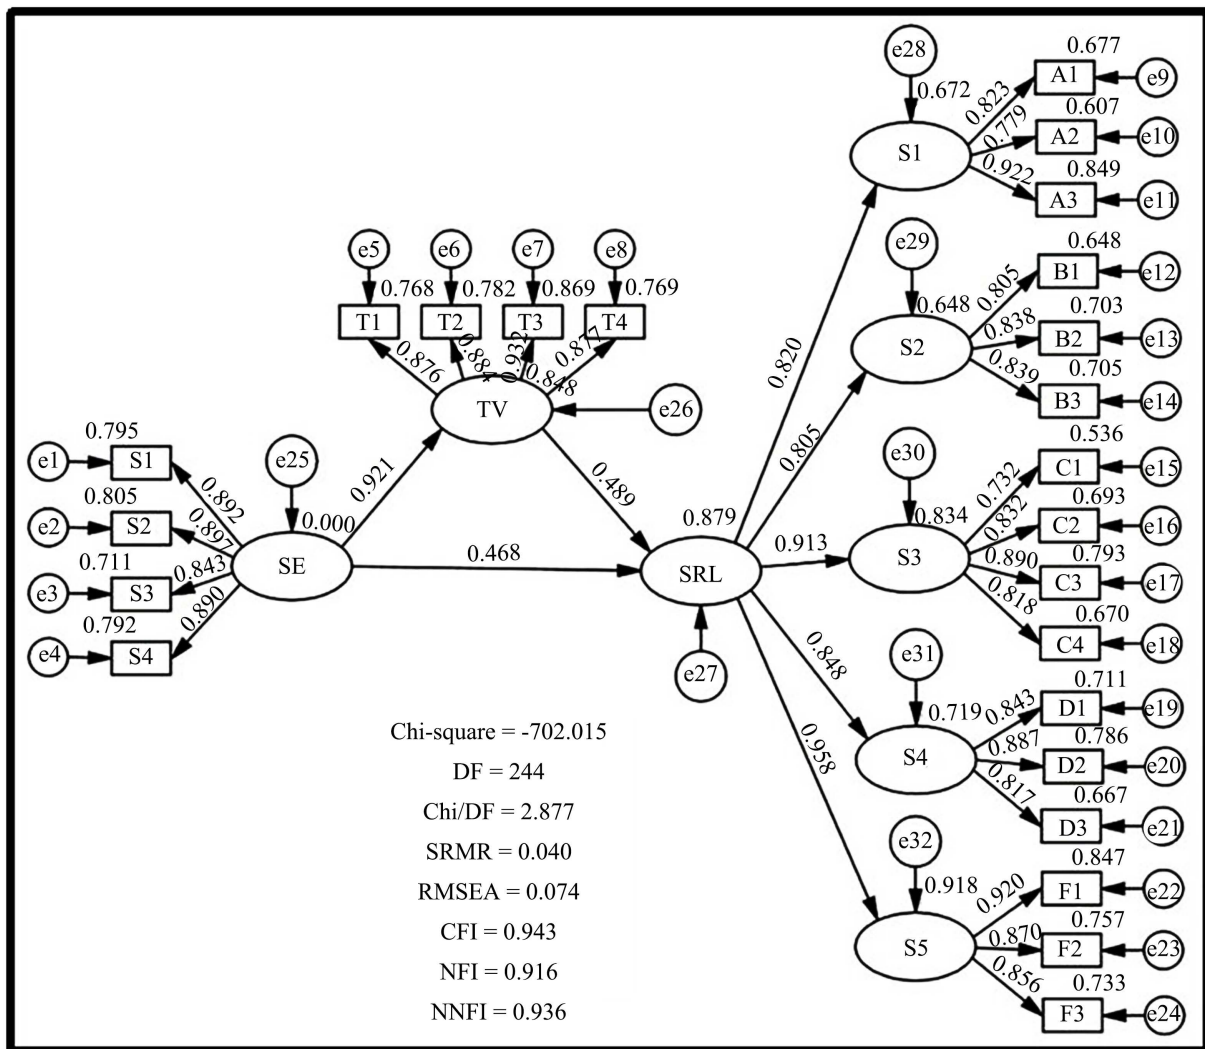 e28
0.672
S1
0.823
0.779
0.922
0.677
A1
e9
0.607
A2
e10
0.849
A3
e11
e29
0.648
S2
0.805
0.838
0.839
0.648
B1
e12
0.703
B2
e13
0.705
B3
e14
e5
e6
e7
e8
0.768
0.782
0.869
0.769
T1
T2
T3
T4
0.876
0.884
0.932
0.877
0.848
TV
e26
0.795
e1
S1
0.892
0.805
e2
S2
0.897
0.711
e3
S3
0.843
0.792
e4
S4
0.890
e25
0.000
SE
0.921
0.489
0.468
0.879
SRL
e27
0.820
0.805
0.913
0.848
0.958
e30
0.834
S3
0.732
0.832
0.890
0.818
0.536
C1
e15
0.693
C2
e16
0.793
C3
e17
0.670
C4
e18
e31
0.719
S4
0.843
0.887
0.817
0.711
D1
e19
0.786
D2
e20
0.667
D3
e21
e32
0.918
S5
0.920
0.870
0.856
0.847
F1
e22
0.757
F2
e23
0.733
F3
e24
Chi-square = -702.015
DF = 244
Chi/DF = 2.877
SRMR = 0.040
RMSEA = 0.074
CFI = 0.943
NFI = 0.916
NNFI = 0.936